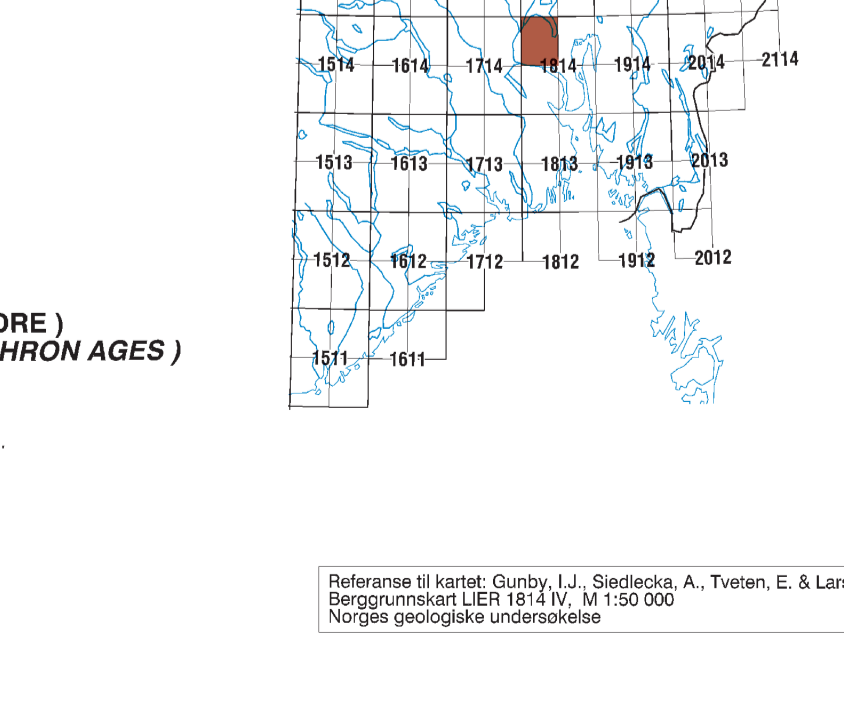 1514 1614 1714 1814 1914 2014 2114
1513 1613 1713 1813 1913 2013
1512 1612 1712 1812 1912 2012
ORE )
HRON AGES )
1511 1611
Referanse til kartet: Gunby, I.J., Siedlecka, A., Tveten, E. & Lars
Berggrunnskart LIER 1814 IV, M 1:50 000
Norges geologiske undersøkelse